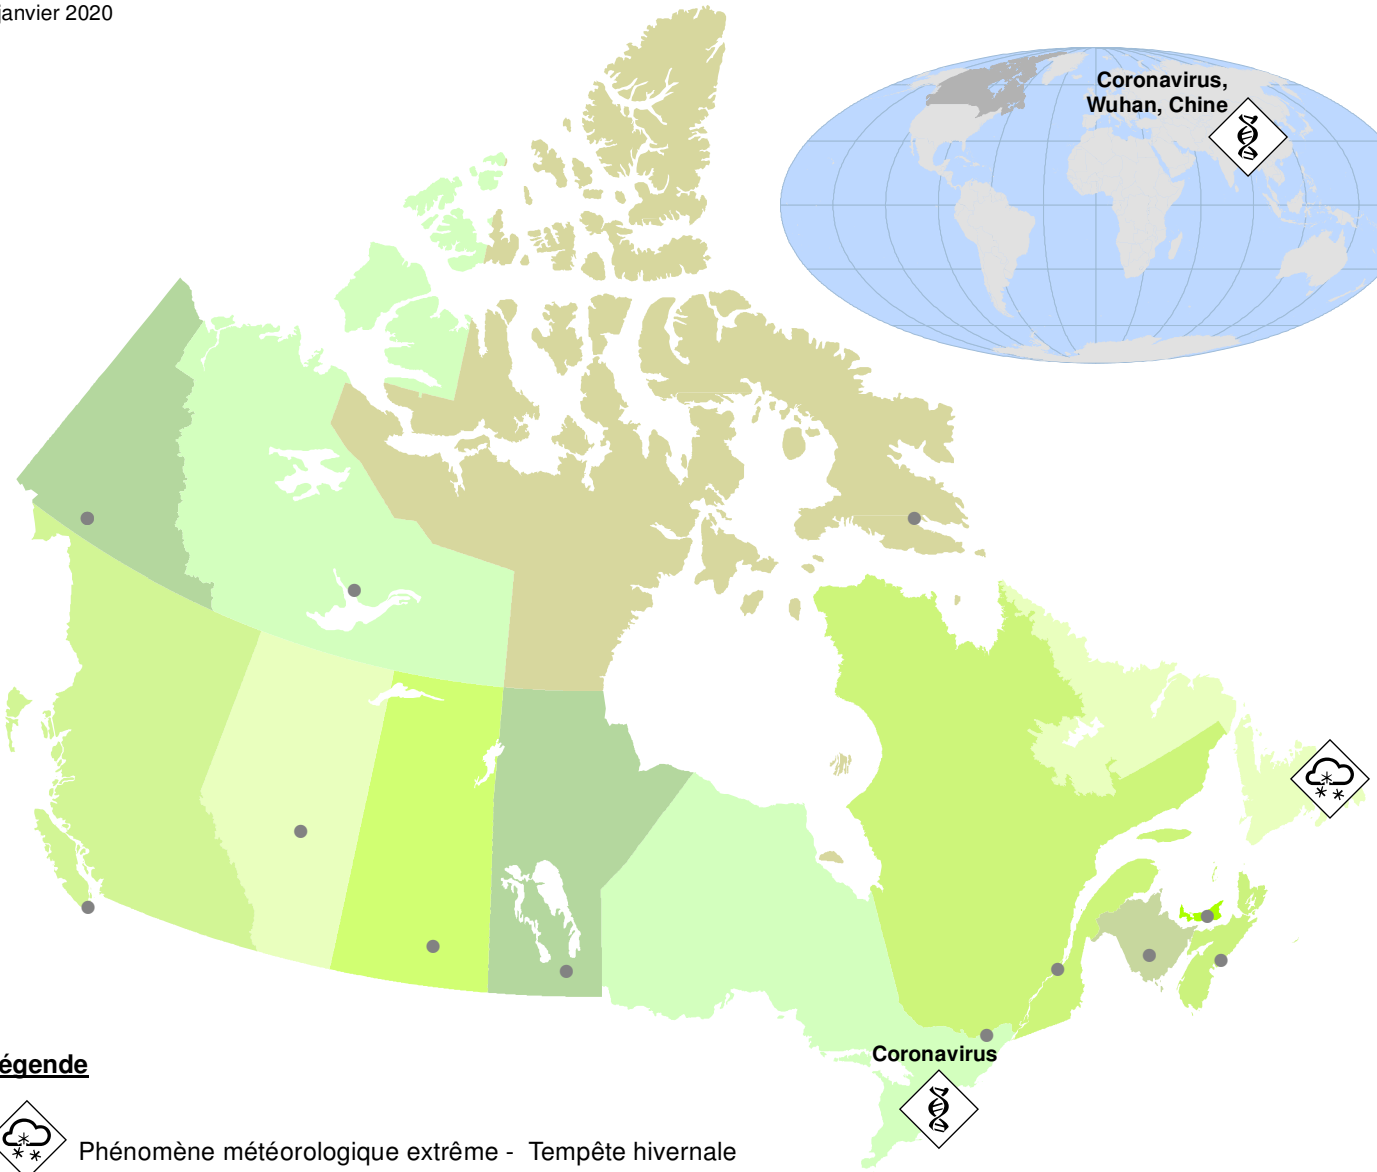 janvier 2020
Coronavirus,
Wuhan, Chine
Coronavirus
égende
Phénomène météorologique extrême - Tempête hivernale